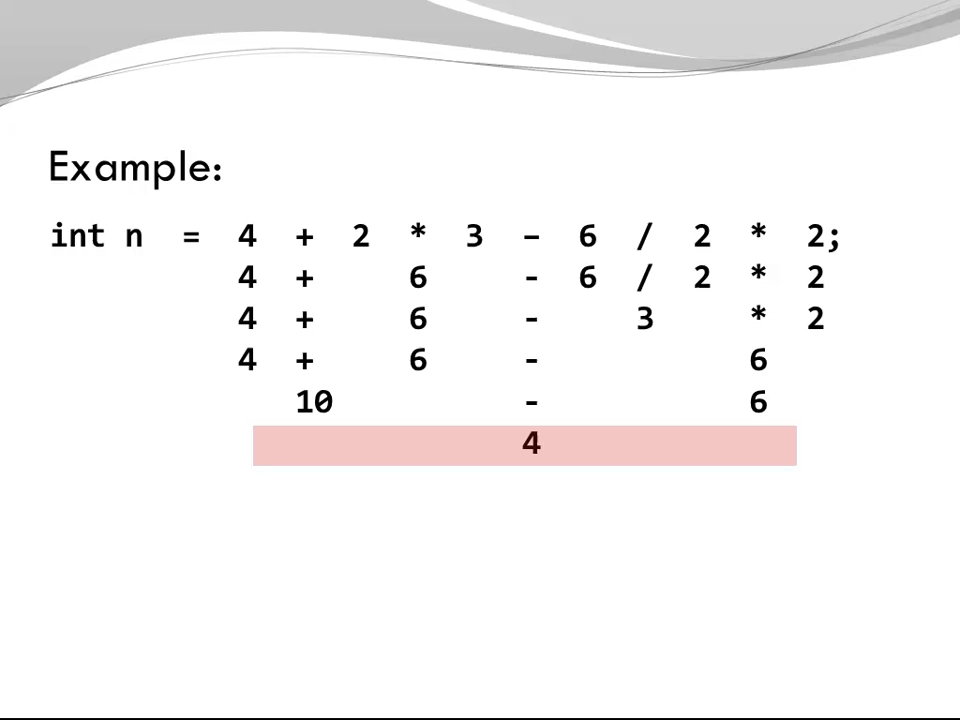 Example:
int n = 4 + 2 * 3 – 6 / 2 * 2;
4 + 6 - 6 / 2 * 2
4 + 6 - 3 * 2
4 + 6 - 6
10 - 6
4